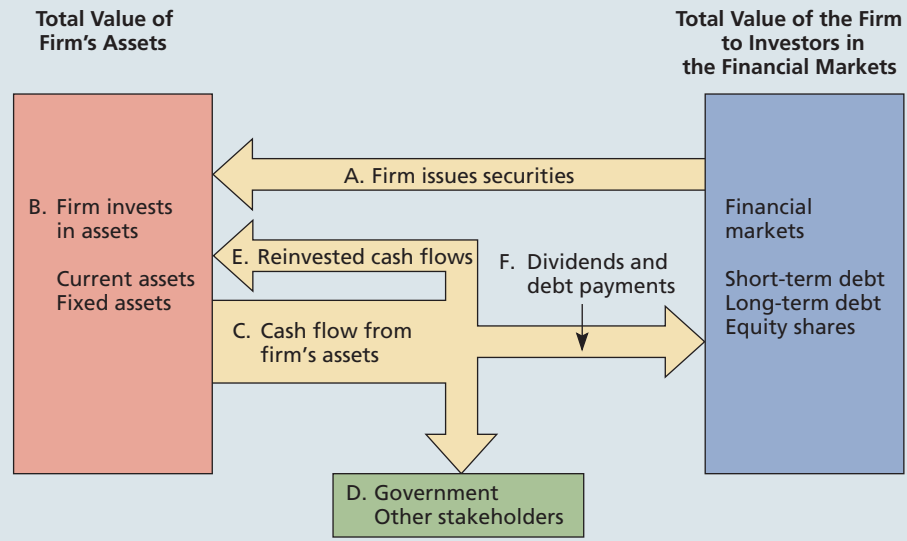 Total Value of
Firm's Assets
Total Value of the Firm
to Investors in
the Financial Markets
A. Firm issues securities
B. Firm invests
in assets
Current assets
Fixed assets
E. Reinvested cash flows
F. Dividends and
debt payments
C. Cash flow from
firm's assets
Financial
markets
Short-term debt
Long-term debt
Equity shares
D. Government
Other stakeholders